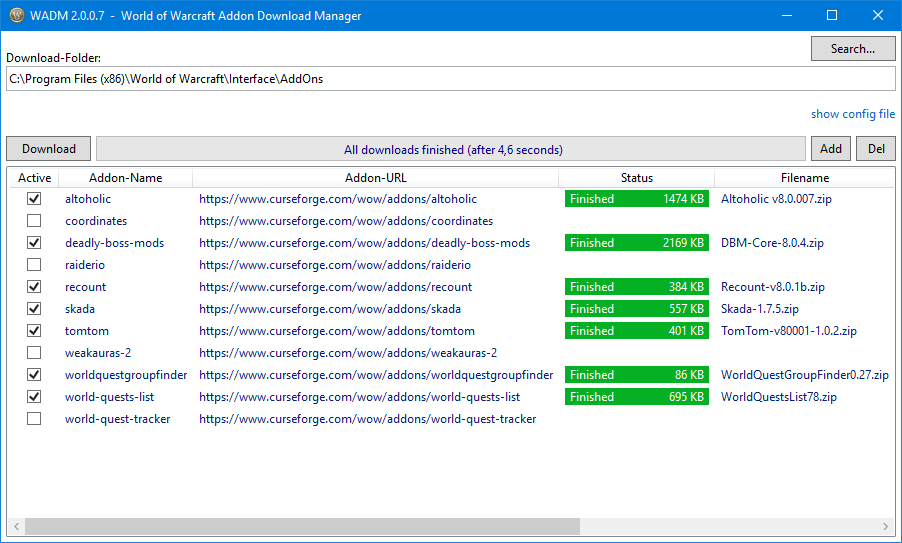 WADM 2.0.0.7 - World of Warcraft Addon Download Manager
Search...
Download-Folder:
C:\Program Files (x86)\World of Warcraft\Interface\AddOns
show config file
Download All downloads finished (after 4,6 seconds) Add Del
Active Addon-Name Addon-URL Status Filename
altoholic https://www.curseforge.com/wow/addons/altoholic Finished 1474 KB Altoholic v8.0.007.zip
coordinates https://www.curseforge.com/wow/addons/coordinates
deadly-boss-mods https://www.curseforge.com/wow/addons/deadly-boss-mods Finished 2169 KB DBM-Core-8.0.4.zip
raiderio https://www.curseforge.com/wow/addons/raiderio
recount https://www.curseforge.com/wow/addons/recount Finished 384 KB Recount-v8.0.1b.zip
skada https://www.curseforge.com/wow/addons/skada Finished 557 KB Skada-1.7.5.zip
tomtom https://www.curseforge.com/wow/addons/tomtom Finished 401 KB TomTom-v80001-1.0.2.zip
weakauras-2 https://www.curseforge.com/wow/addons/weakauras-2
worldquestgroupfinder https://www.curseforge.com/wow/addons/worldquestgroupfinder Finished 86 KB WorldQuestGroupFinder0.27.zip
world-quests-list https://www.curseforge.com/wow/addons/world-quests-list Finished 695 KB WorldQuestsList78.zip
world-quest-tracker https://www.curseforge.com/wow/addons/world-quest-tracker